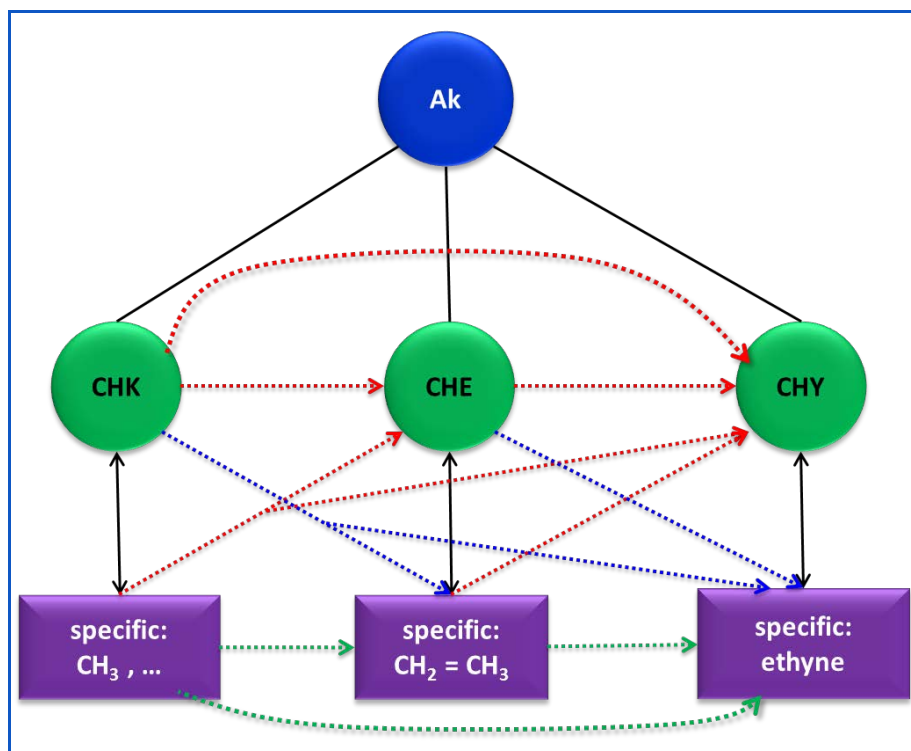 Ak
CHK
CHE
CHY
specific:
CH₃ , ...
specific:
CH₂ = CH₃
specific:
ethyne